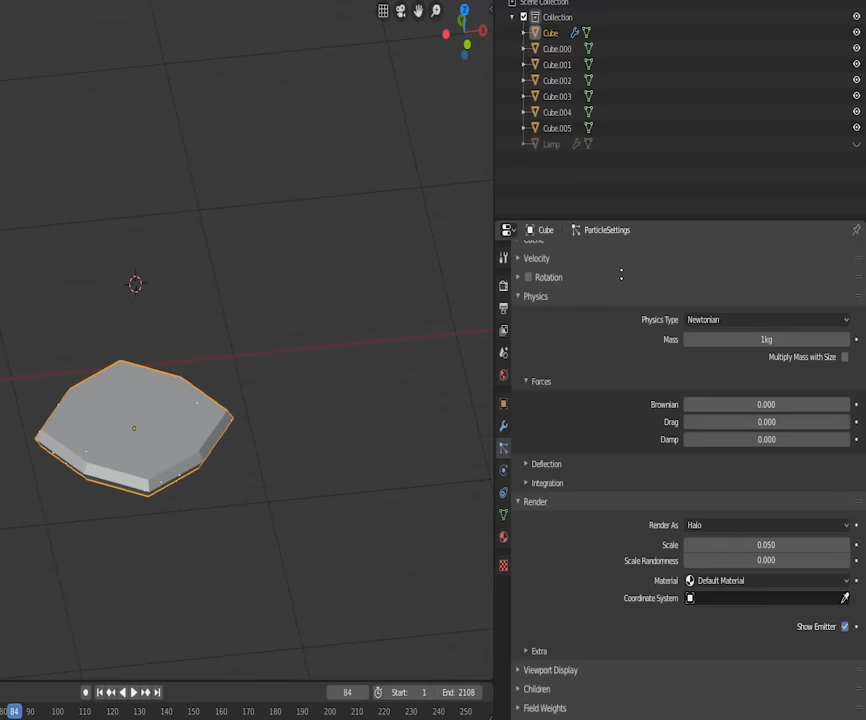 Scene Collection
Collection
Cube
Cube.000
Cube.001
Cube.002
Cube.003
Cube.004
Cube.005
Lamp
Cube
ParticleSettings
Cache
Velocity
Rotation
Physics
Physics Type Newtonian
Mass 1kg
Multiply Mass with Size
Forces
Brownian 0.000
Drag 0.000
Damp 0.000
Deflection
Integration
Render
Render As Halo
Scale 0.050
Scale Randomness 0.000
Material Default Material
Coordinate System
Show Emitter
Extra
Viewport Display
Children
Field Weights
84 Start: 1 End: 2108
80 84 90 100 110 120 130 140 150 160 170 180 190 200 210 220 230 240 250